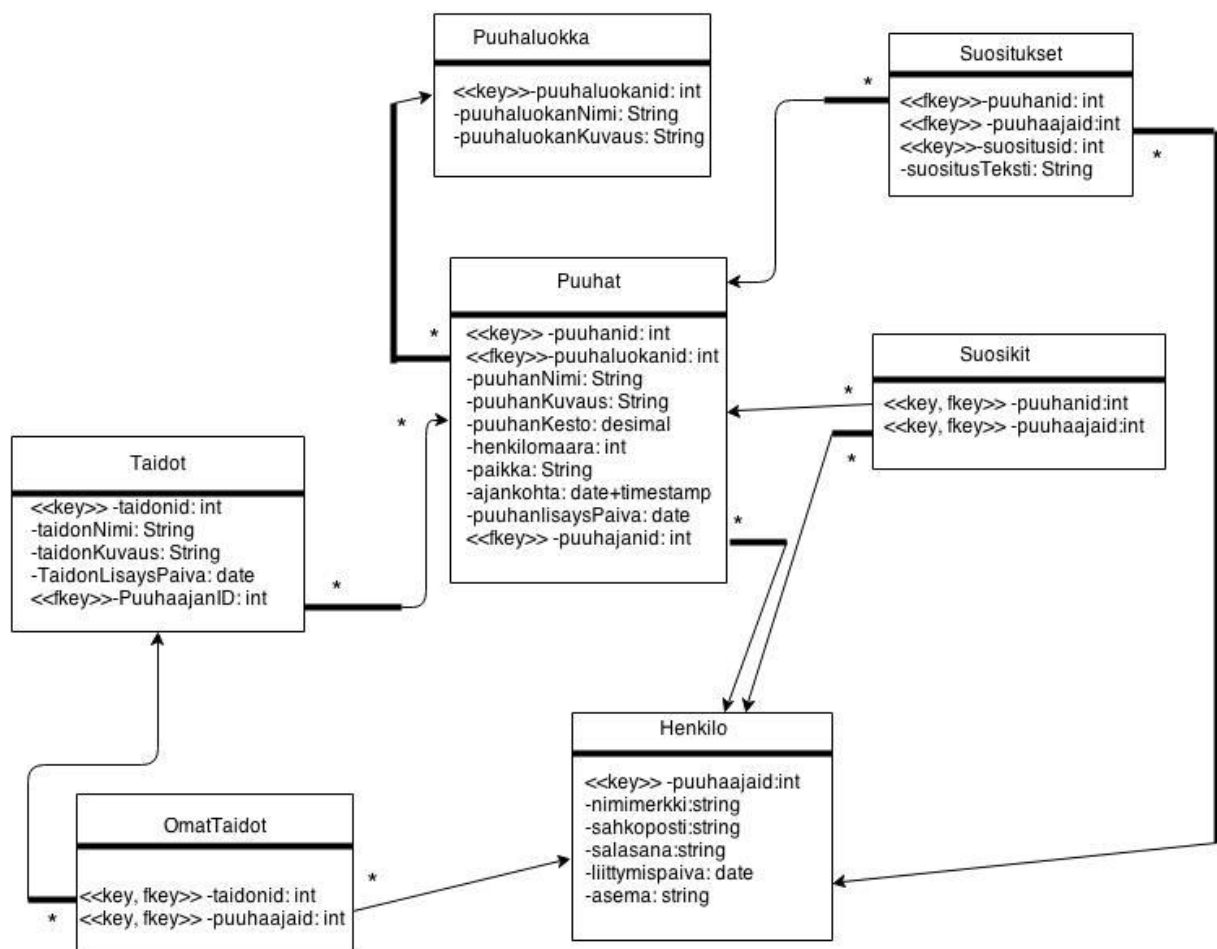 Puuhaluokka
<<key>>-puuhaluokanid: int
-puuhaluokanNimi: String
-puuhaluokanKuvaus: String
Suositukset
<<fkey>>-puuhanid: int
<<fkey>> -puuhaajaid:int
<<key>>-suositusid: int
-suositusTeksti: String
*
*
Puuhat
<<key>> -puuhanid: int
<<fkey>>-puuhaluokanid: int
-puuhanNimi: String
-puuhanKuvaus: String
-puuhanKesto: desimal
-henkilomaara: int
-paikka: String
-ajankohta: date+timestamp
-puuhanlisaysPaiva: date
<<fkey>> -puuhajanid: int
*
*
*
Suosikit
<<key, fkey>> -puuhanid:int
<<key, fkey>> -puuhaajaid:int
*
*
Taidot
<<key>> -taidonid: int
-taidonNimi: String
-taidonKuvaus: String
-TaidonLisaysPaiva: date
<<fkey>>-PuuhaajanID: int
*
Henkilo
<<key>> -puuhaajaid:int
-nimimerkki:string
-sahkoposti:string
-salasana:string
-liittymispaiva: date
-asema: string
OmatTaidot
<<key, fkey>> -taidonid: int
<<key, fkey>> -puuhaajaid: int
*
*